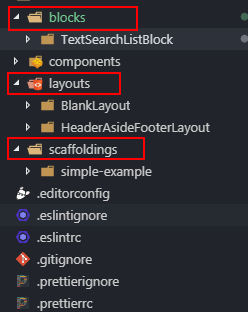 blocks
TextSearchListBlock
components
layouts
BlankLayout
HeaderAsideFooterLayout
scaffoldings
simple-example
.editorconfig
.eslintignore
.eslintrc
.gitignore
.prettierignore
.prettierrc